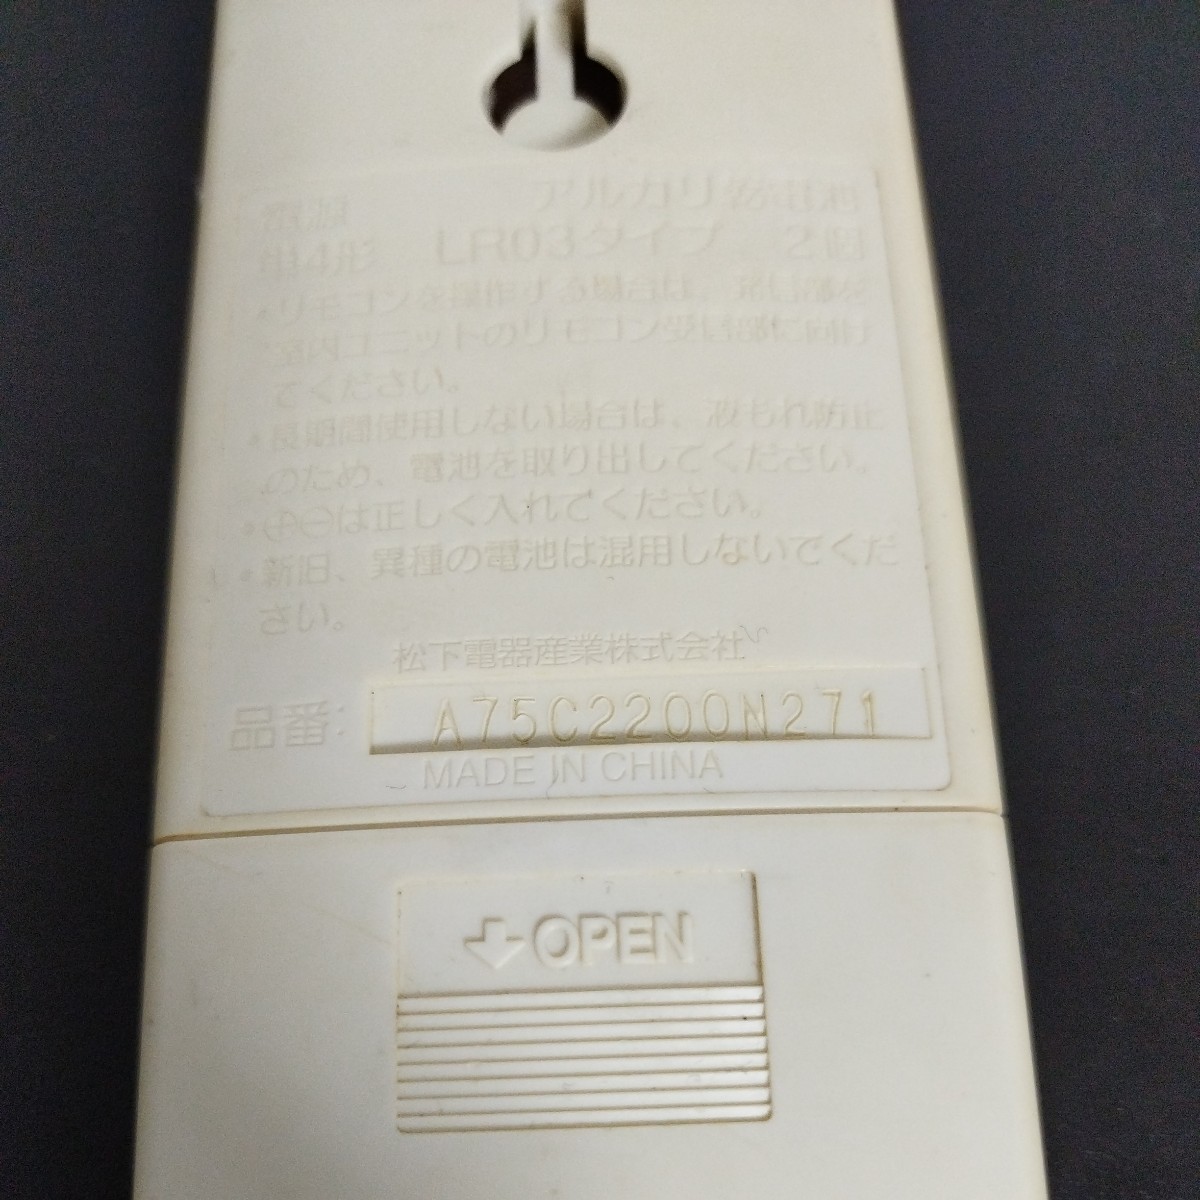 電源 アルカリ乾電池
単4形 LR03タイプ 2個
・リモコンを操作する場合は、発信部を
室内ユニットのリモコン受信部に向け
てください。
・長期間使用しない場合は、液もれ防止
のため、電池を取り出してください。
・⊕⊖は正しく入れてください。
・新旧、異種の電池は混用しないでくだ
さい。
松下電器産業株式会社
品番: A75C2200N271
MADE IN CHINA
OPEN